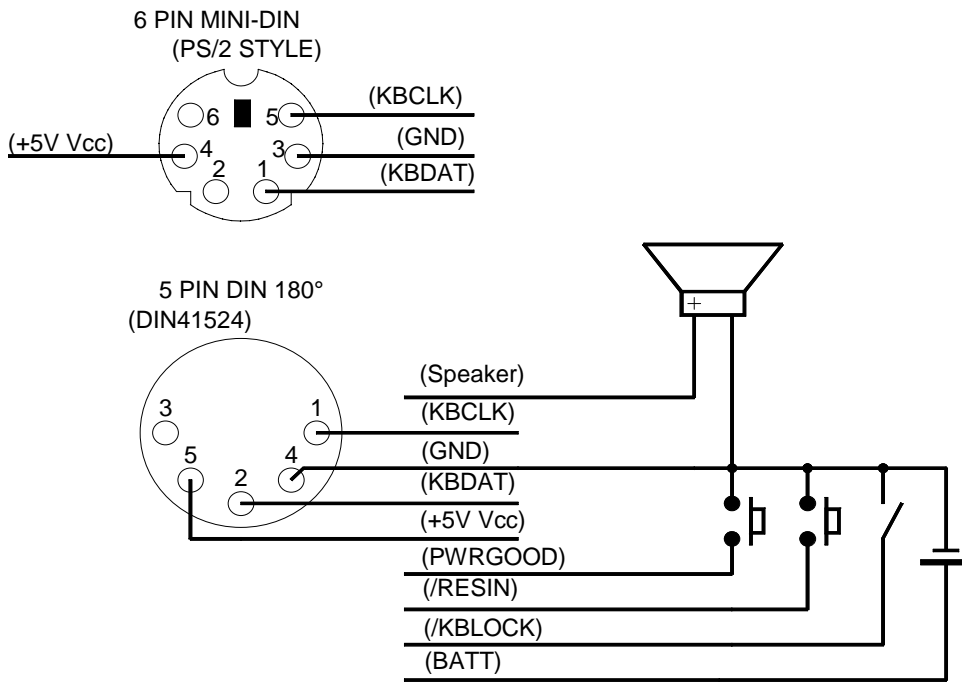 6 PIN MINI-DIN
(PS/2 STYLE)
(KBCLK)
6 5
(GND)
(+5V Vcc)
4 3
(KBDAT)
2 1
5 PIN DIN 180°
(DIN41524)
+
(Speaker)
(KBCLK)
3 1
(GND)
5 4
(KBDAT)
2
(+5V Vcc)
(PWRGOOD)
(/RESIN)
(/KBLOCK)
(BATT)